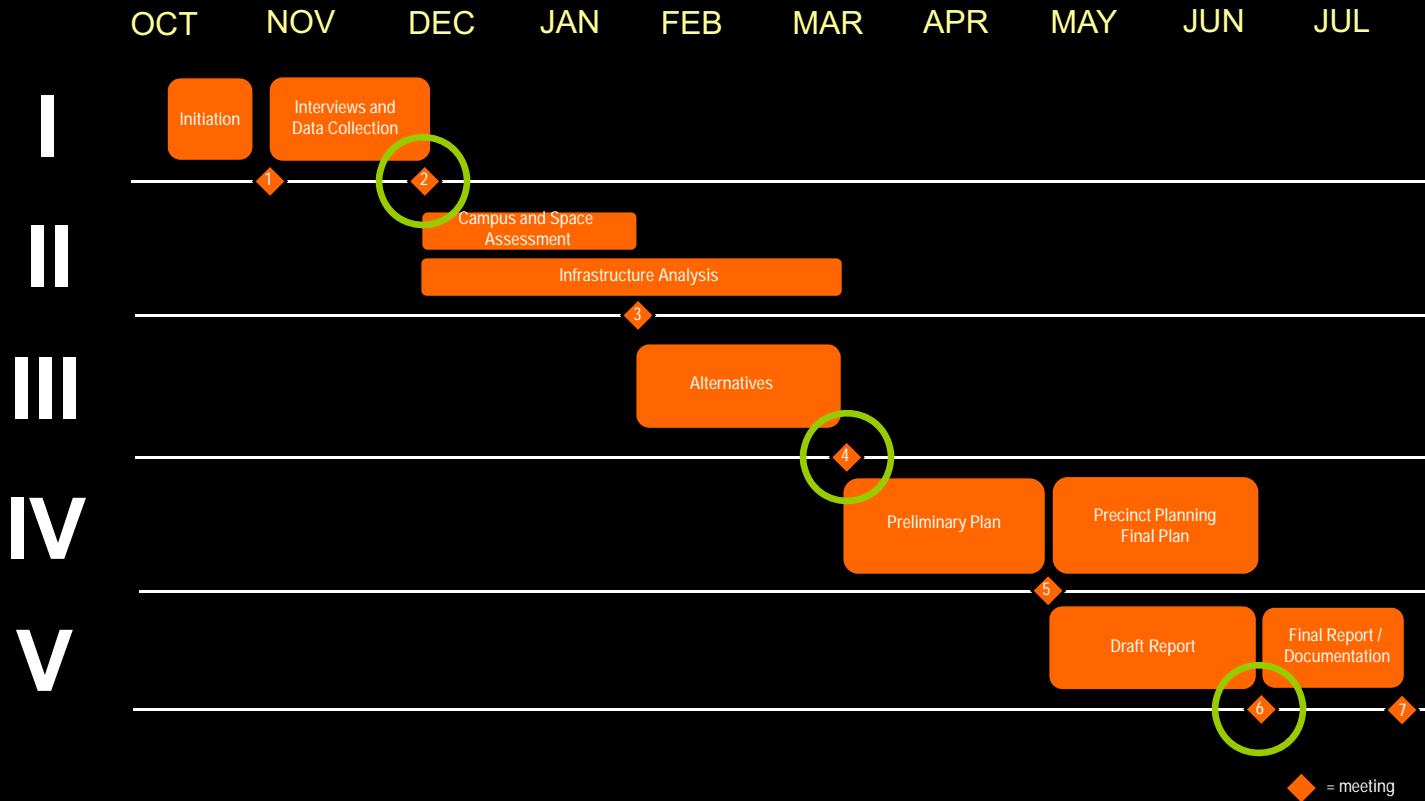 OCT NOV DEC JAN FEB MAR APR MAY JUN JUL
I
Initiation
Interviews and
Data Collection
1
2
II
Campus and Space
Assessment
Infrastructure Analysis
3
III
Alternatives
4
IV
Preliminary Plan
Precinct Planning
Final Plan
5
V
Draft Report
Final Report /
Documentation
6
7
= meeting